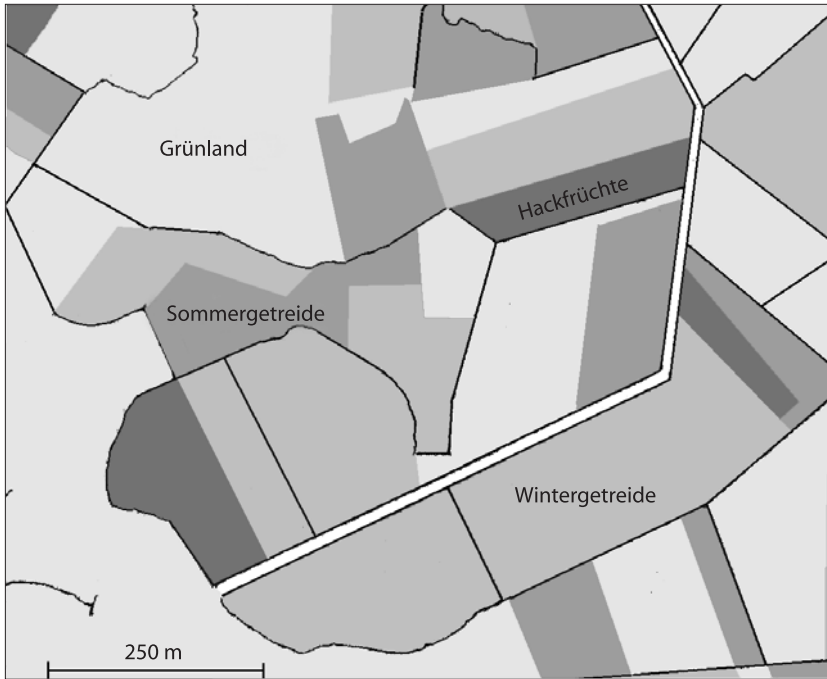 Grünland
Hackfrüchte
Sommergetreide
Wintergetreide
250 m